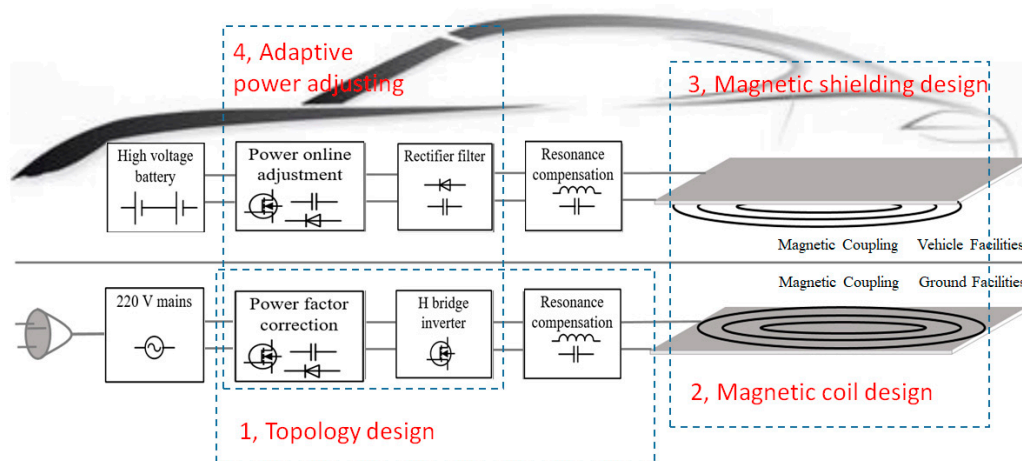 4, Adaptive
power adjusting
3, Magnetic shielding design
High voltage
battery
Power online
adjustment
Rectifier filter
Resonance
compensation
Magnetic Coupling Vehicle Facilities
Magnetic Coupling Ground Facilities
220 V mains
Power factor
correction
H bridge
inverter
Resonance
compensation
2, Magnetic coil design
1, Topology design